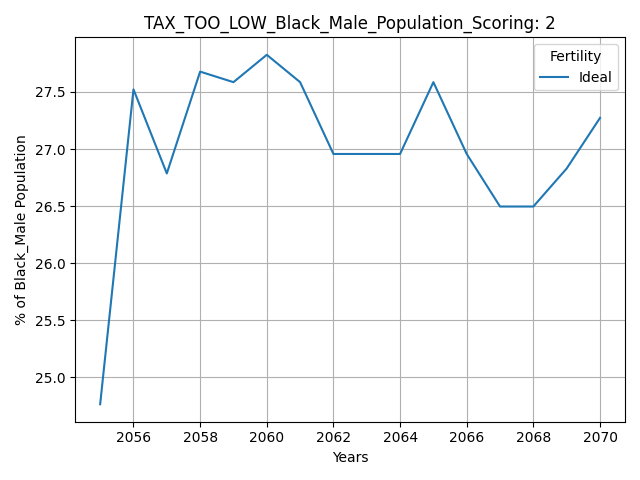 TAX_TOO_LOW_Black_Male_Population_Scoring: 2
Fertility
Ideal
% of Black_Male Population
27.5
27.0
26.5
26.0
25.5
25.0
2056 2058 2060 2062 2064 2066 2068 2070
Years